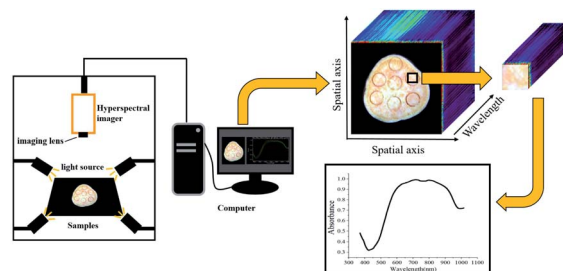 Hyperspectral
imager
imaging lens
light source
Samples
Computer
Spatial axis
Spatial axis
Wavelength
Absorbance
1.0
0.9
0.8
0.7
0.6
0.5
0.4
0.3
300 400 500 600 700 800 900 1000 1100
Wavelength(nm)